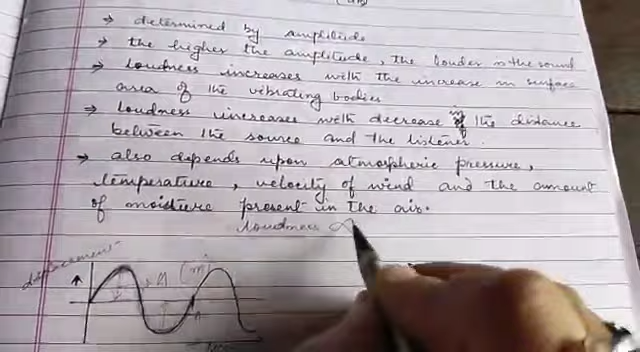 (dB)
→ determined by amplitude
→ the higher the amplitude, the louder is the sound
→ Loudness increases with the increase in surface
area of the vibrating bodies
→ Loudness increases with decrease in the distance
between the source and the listener.
→ also depends upon atmospheric pressure,
temperature, velocity of wind and the amount
of moisture present in the air.
Loudness ∝
displacement
A (m)
A
Time